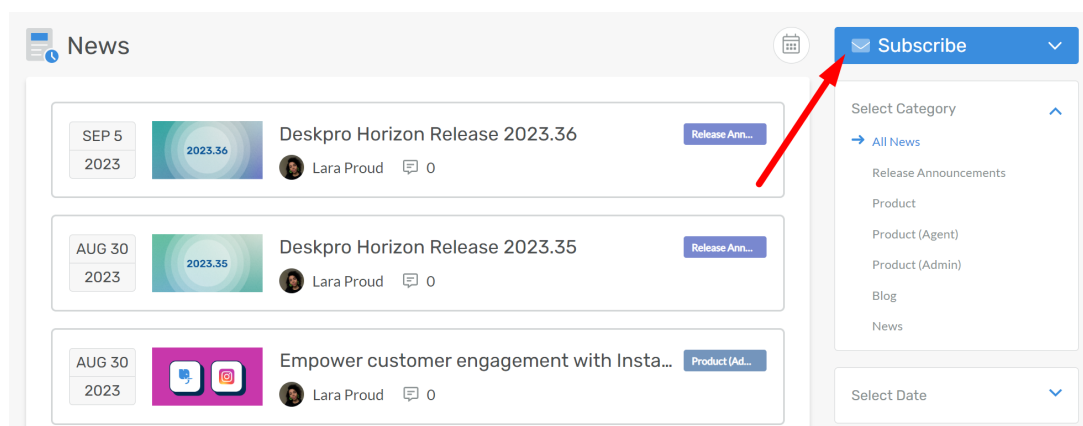 News
Subscribe
SEP 5
2023
2023.36
Deskpro Horizon Release 2023.36
Lara Proud
0
Release Ann...
AUG 30
2023
2023.35
Deskpro Horizon Release 2023.35
Lara Proud
0
Release Ann...
AUG 30
2023
Empower customer engagement with Insta...
Lara Proud
0
Product (Ad...
Select Category
All News
Release Announcements
Product
Product (Agent)
Product (Admin)
Blog
News
Select Date